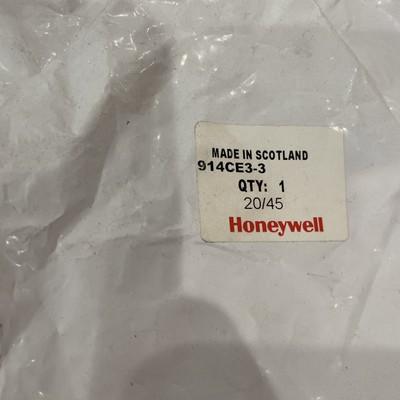 MADE IN SCOTLAND
914CE3-3
QTY: 1
20/45
Honeywell